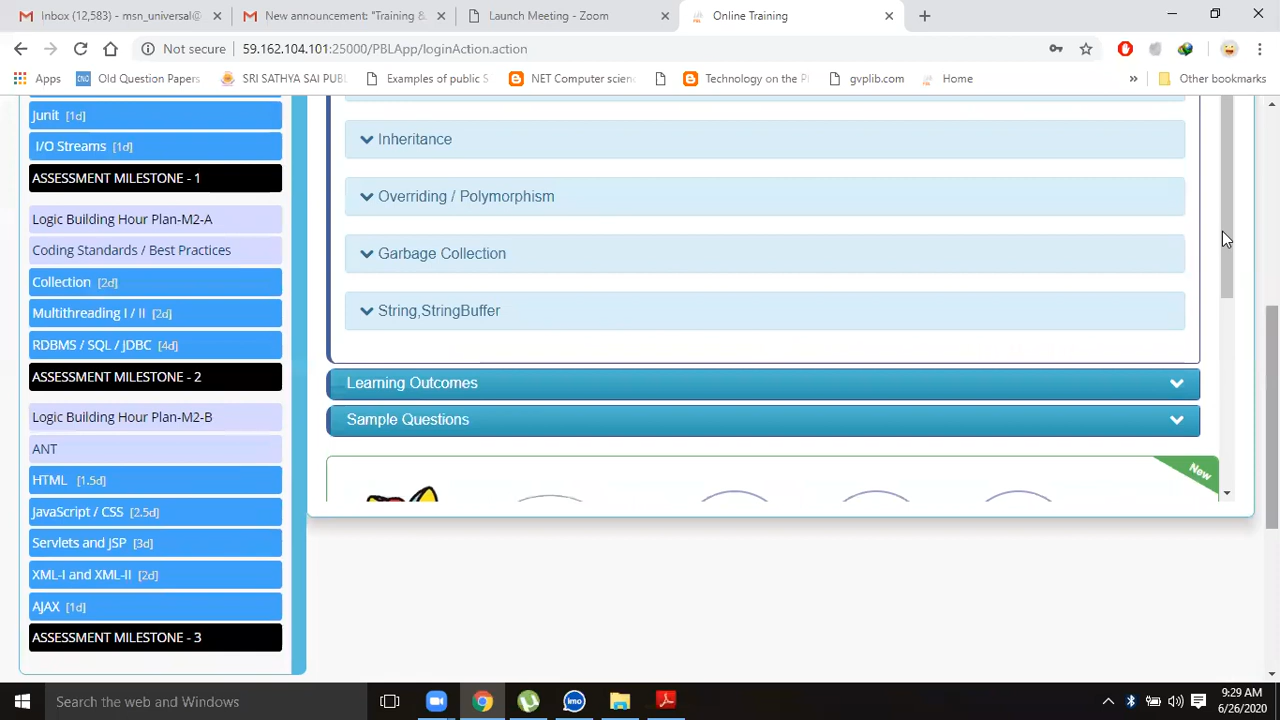 Inbox (12,583) - msn_universal@
New announcement: "Training &
Launch Meeting - Zoom
Online Training
Not secure
59.162.104.101:25000/PBLApp/loginAction.action
Apps
Old Question Papers
SRI SATHYA SAI PUBL
Examples of public S
NET Computer scienc
Technology on the Pl
gvplib.com
Home
»
Other bookmarks
Junit [1d]
I/O Streams [1d]
ASSESSMENT MILESTONE - 1
Logic Building Hour Plan-M2-A
Coding Standards / Best Practices
Collection [2d]
Multithreading I / II [2d]
RDBMS / SQL / JDBC [4d]
ASSESSMENT MILESTONE - 2
Logic Building Hour Plan-M2-B
ANT
HTML [1.5d]
JavaScript / CSS [2.5d]
Servlets and JSP [3d]
XML-I and XML-II [2d]
AJAX [1d]
ASSESSMENT MILESTONE - 3
Inheritance
Overriding / Polymorphism
Garbage Collection
String,StringBuffer
Learning Outcomes
Sample Questions
New
Search the web and Windows
imo
9:29 AM
6/26/2020